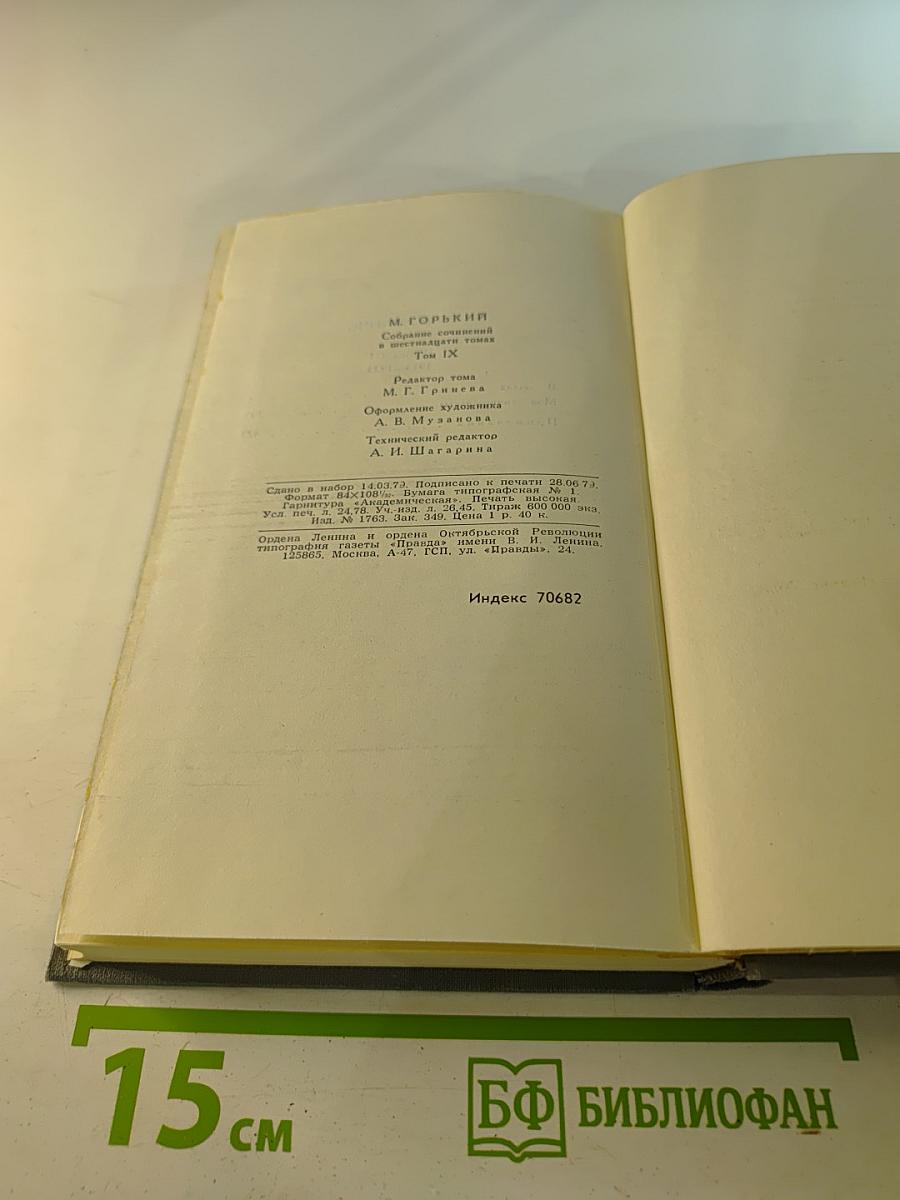 М. ГОРЬКИЙ
Собрание сочинений
в шестнадцати томах
Том IX
Редактор тома
М. Г. Гринева
Оформление художника
А. В. Музанова
Технический редактор
А. И. Шагарина
Сдано в набор 14.03.79. Подписано к печати 28.06 79.
Формат 84×108¹/₃₂. Бумага типографская № 1.
Гарнитура «Академическая». Печать высокая.
Усл. печ. л. 24,78. Уч.-изд. л. 26,45. Тираж 600 000 экз.
Изд. № 1763. Зак. 349. Цена 1 р. 40 к.
Ордена Ленина и ордена Октябрьской Революции
типография газеты «Правда» имени В. И. Ленина.
125865, Москва, А-47, ГСП, ул. «Правды», 24.
Индекс 70682
15 см
БФ БИБЛИОФАН